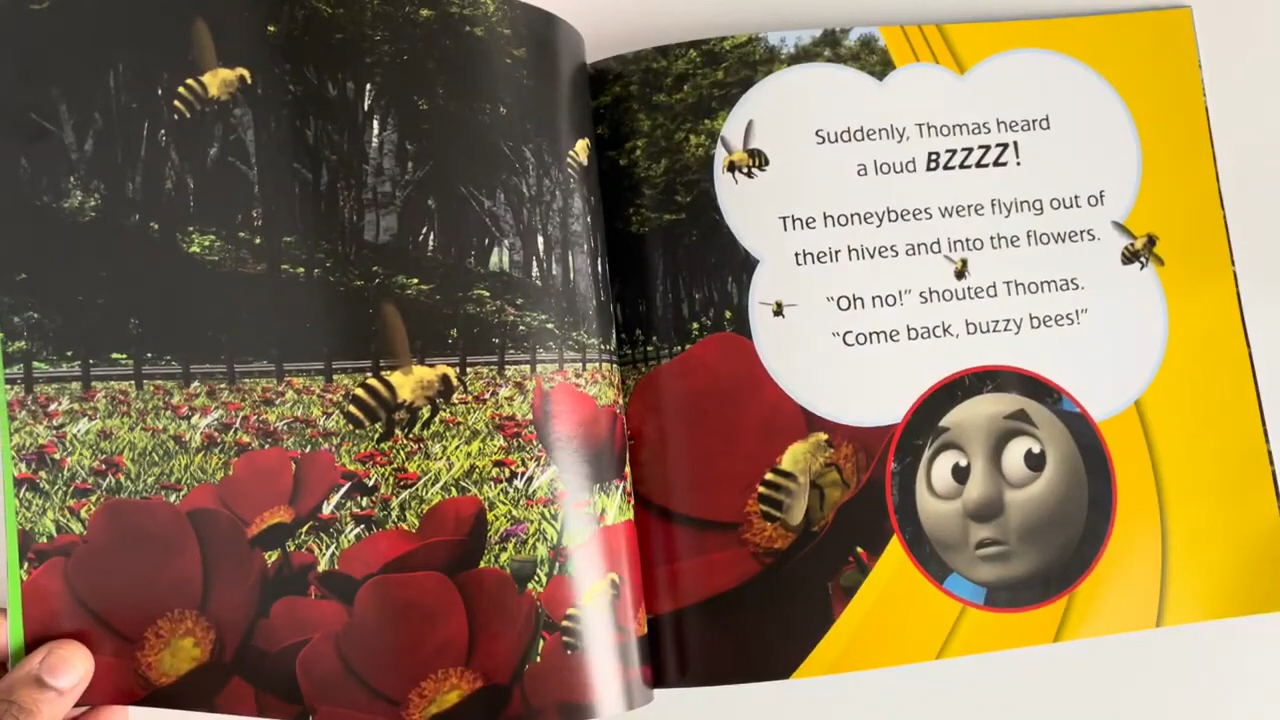 Suddenly, Thomas heard
a loud BZZZZ!
The honeybees were flying out of
their hives and into the flowers.
“Oh no!” shouted Thomas.
“Come back, buzzy bees!”